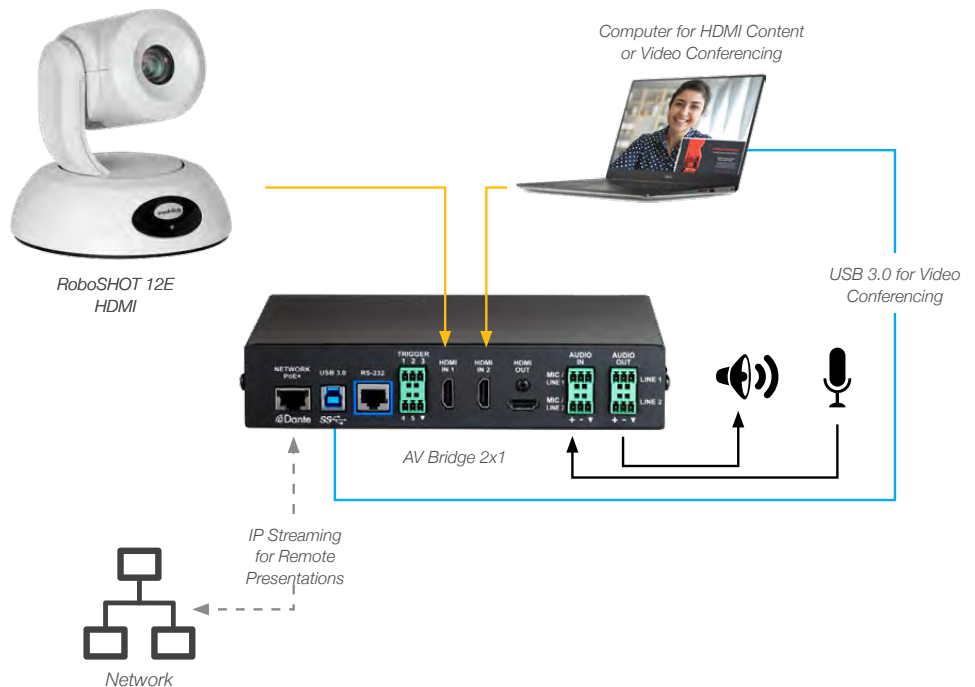 Computer for HDMI Content
or Video Conferencing
RoboSHOT 12E
HDMI
USB 3.0 for Video
Conferencing
NETWORK
PoE+
USB 3.0
RS-232
TRIGGER
1 2 3
HDMI
IN 1
HDMI
IN 2
HDMI
OUT
AUDIO
IN
AUDIO
OUT
MIC /
LINE 1
MIC /
LINE 1
LINE 2
Dante
SS
4 5
+ -
+ -
AV Bridge 2x1
IP Streaming
for Remote
Presentations
Network